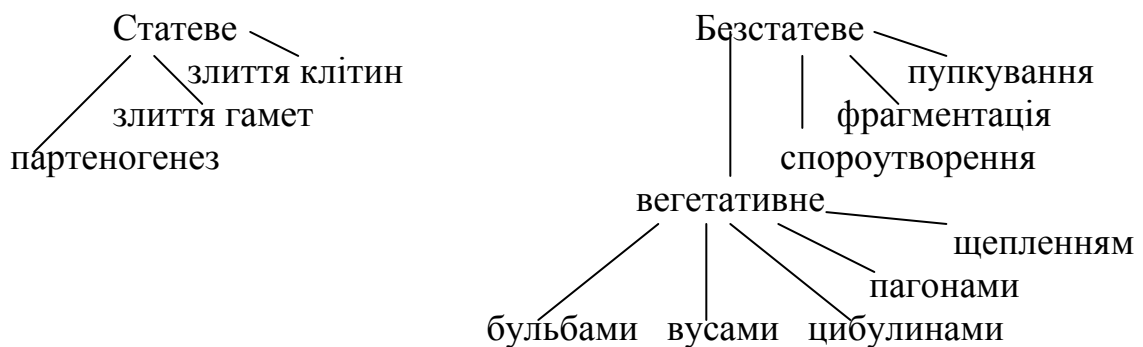 Статеве Безстатеве
злиття клітин пупкування
злиття гамет фрагментація
партеногенез спороутворення
вегетативне
щепленням
пагонами
бульбами вусами цибулинами